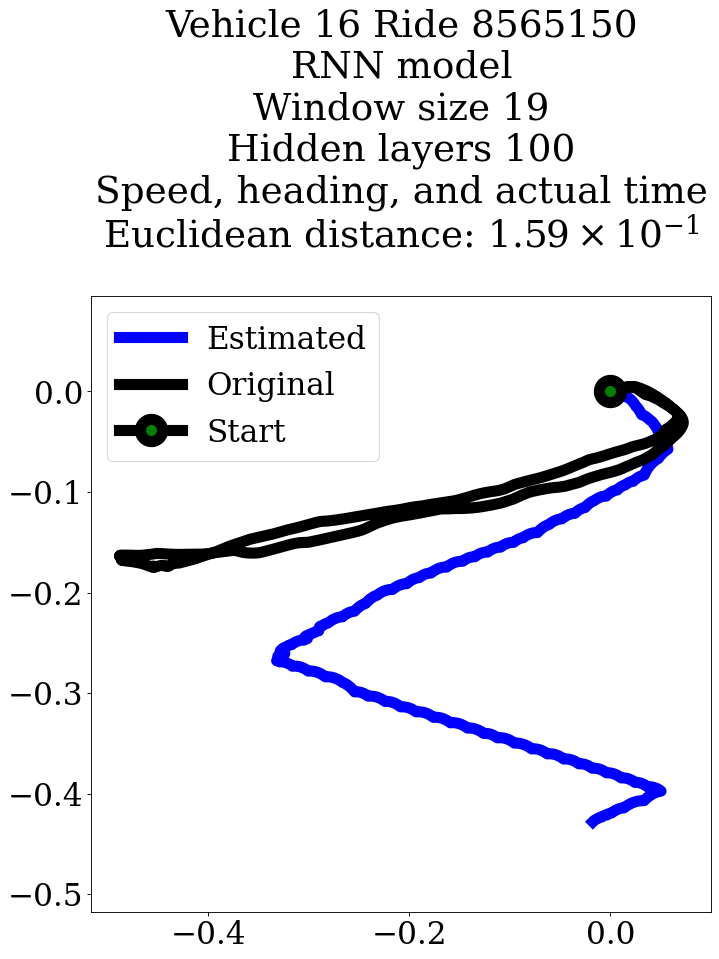 Vehicle 16 Ride 8565150
RNN model
Window size 19
Hidden layers 100
Speed, heading, and actual time
Euclidean distance: 1.59 × 10⁻¹
Estimated
Original
Start
0.0
−0.1
−0.2
−0.3
−0.4
−0.5
−0.4 −0.2 0.0